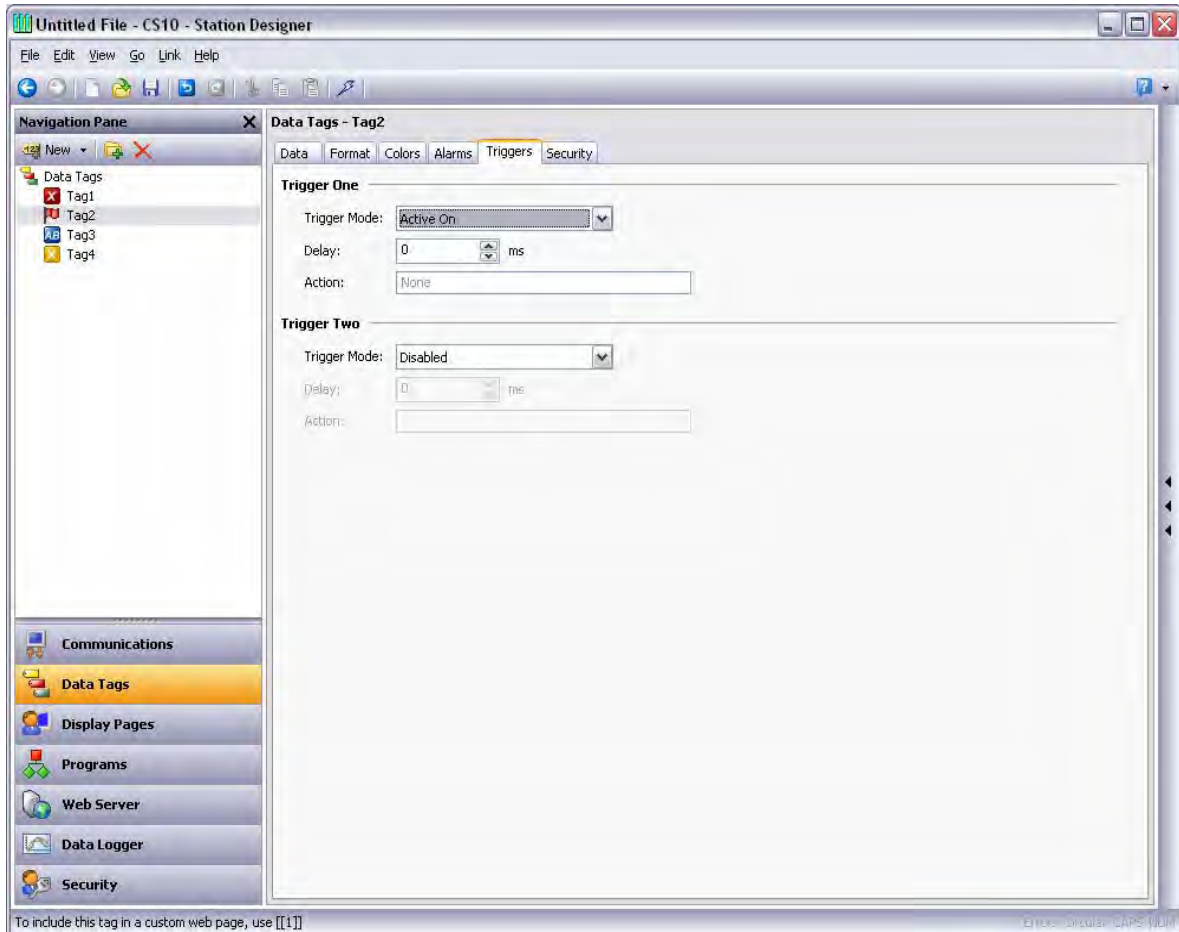 Untitled File - CS10 - Station Designer
File Edit View Go Link Help
Navigation Pane
New
Data Tags
Tag1
Tag2
Tag3
Tag4
Data Tags - Tag2
Data Format Colors Alarms Triggers Security
Trigger One
Trigger Mode: Active On
Delay: 0 ms
Action: None
Trigger Two
Trigger Mode: Disabled
Delay: 0 ms
Action:
Communications
Data Tags
Display Pages
Programs
Web Server
Data Logger
Security
To include this tag in a custom web page, use [[1]]
Circular CAPS NUM